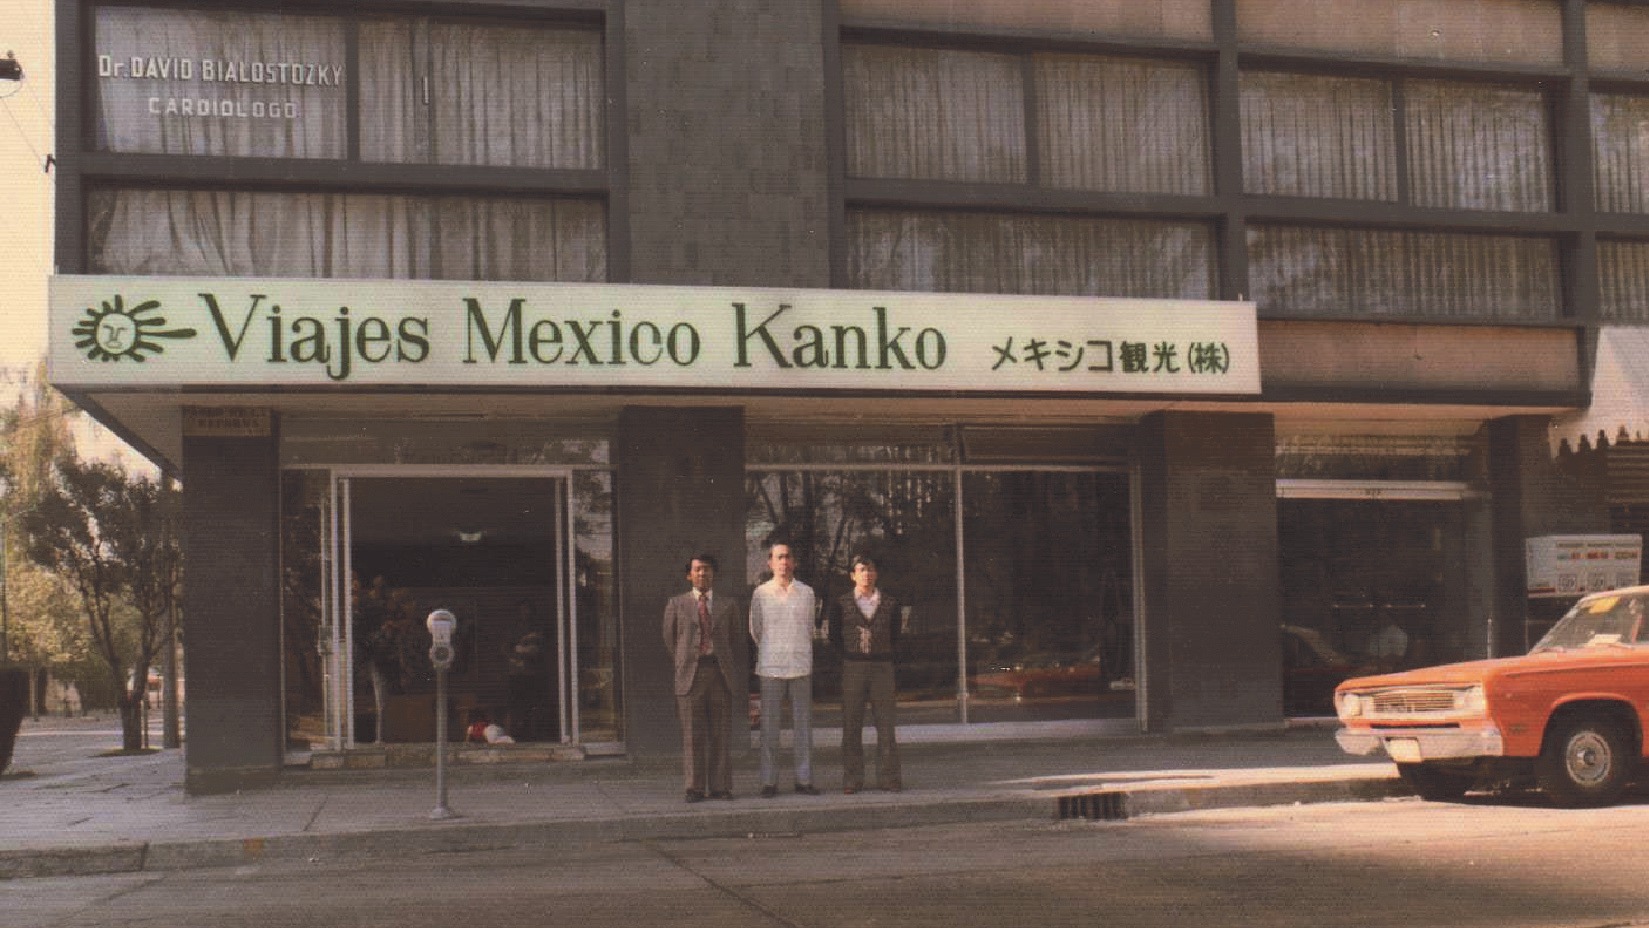 Dr. DAVID BIALOSTOZKY
CARDIOLOGO
Viajes Mexico Kanko メキシコ観光(株)